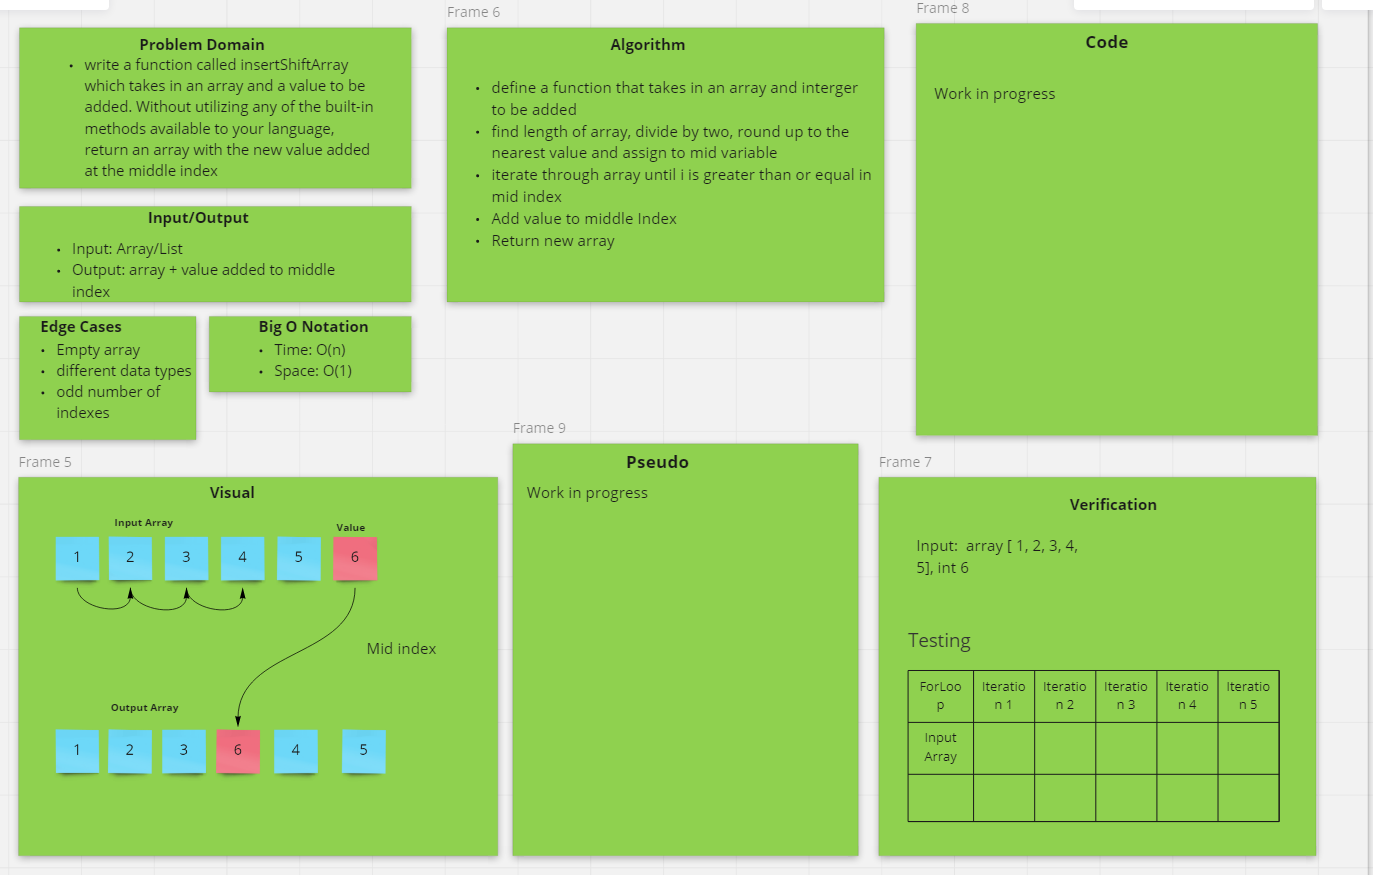 Problem Domain
• write a function called insertShiftArray
which takes in an array and a value to be
added. Without utilizing any of the built-in
methods available to your language,
return an array with the new value added
at the middle index
Input/Output
• Input: Array/List
• Output: array + value added to middle
index
Edge Cases
• Empty array
• different data types
• odd number of
indexes
Big O Notation
• Time: O(n)
• Space: O(1)
Frame 6
Algorithm
• define a function that takes in an array and interger
to be added
• find length of array, divide by two, round up to the
nearest value and assign to mid variable
• iterate through array until i is greater than or equal in
mid index
• Add value to middle Index
• Return new array
Frame 8
Code
Work in progress
Frame 5
Visual
Input Array
Value
1 2 3 4 5 6
Mid index
Output Array
1 2 3 6 4 5
Frame 9
Pseudo
Work in progress
Frame 7
Verification
Input: array [ 1, 2, 3, 4,
5], int 6
Testing
ForLoo
p
Iteratio
n 1
Iteratio
n 2
Iteratio
n 3
Iteratio
n 4
Iteratio
n 5
Input
Array